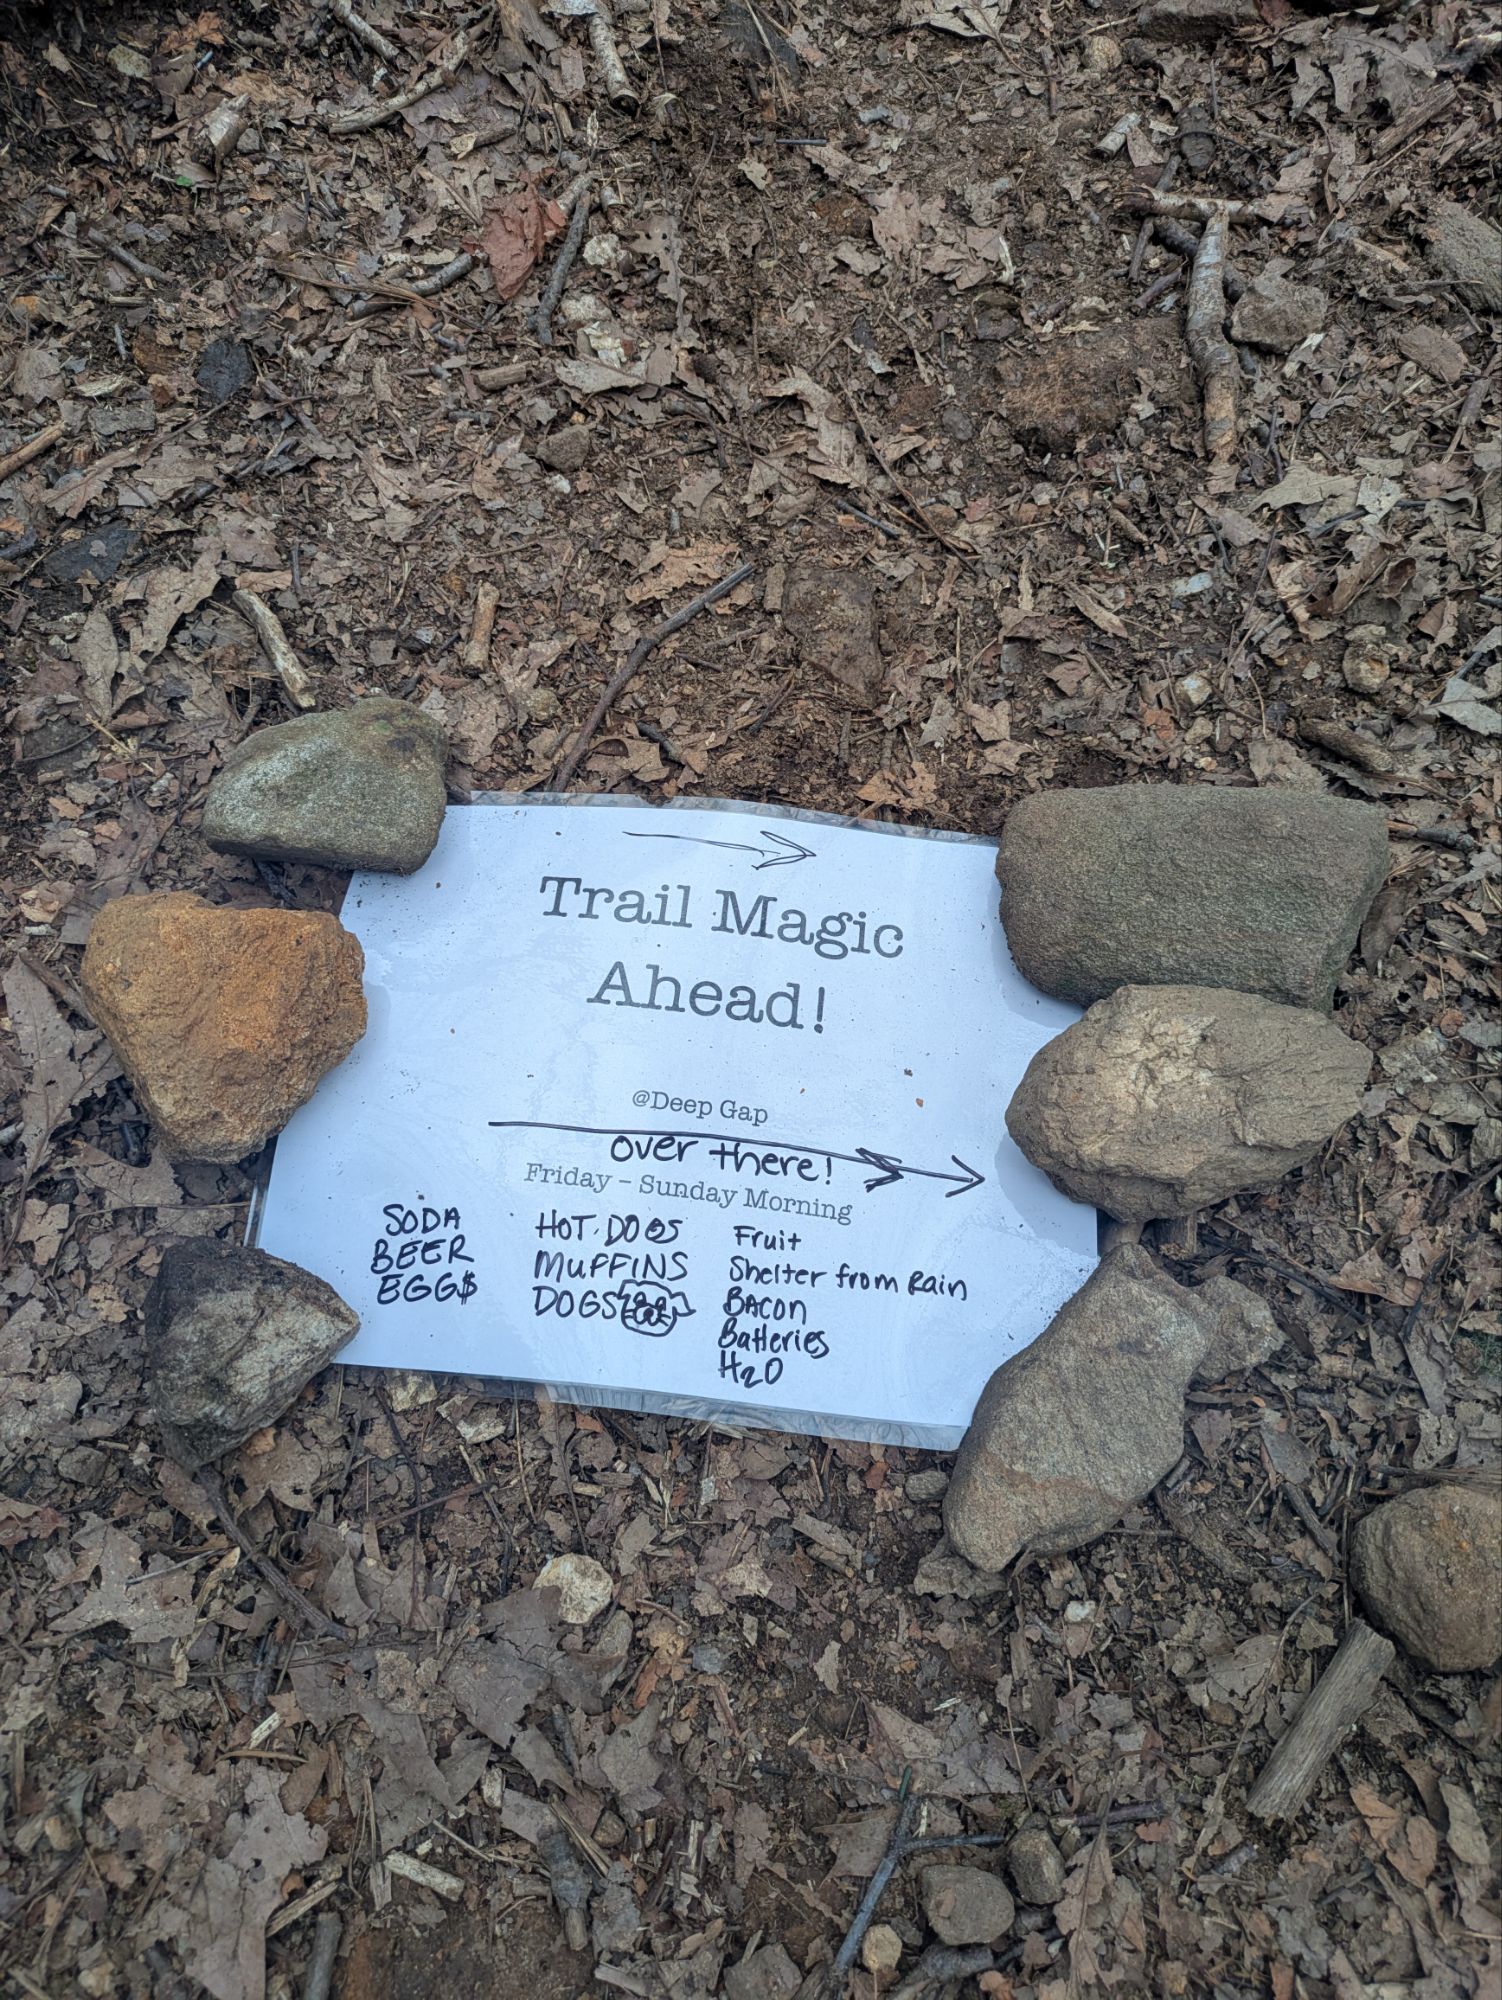 Trail Magic
Ahead!
@Deep Gap
over there!
Friday - Sunday Morning
SODA
BEER
EGG$
HOT DOGS
MUFFINS
DOGS
Fruit
Shelter from Rain
BACON
Batteries
H2O